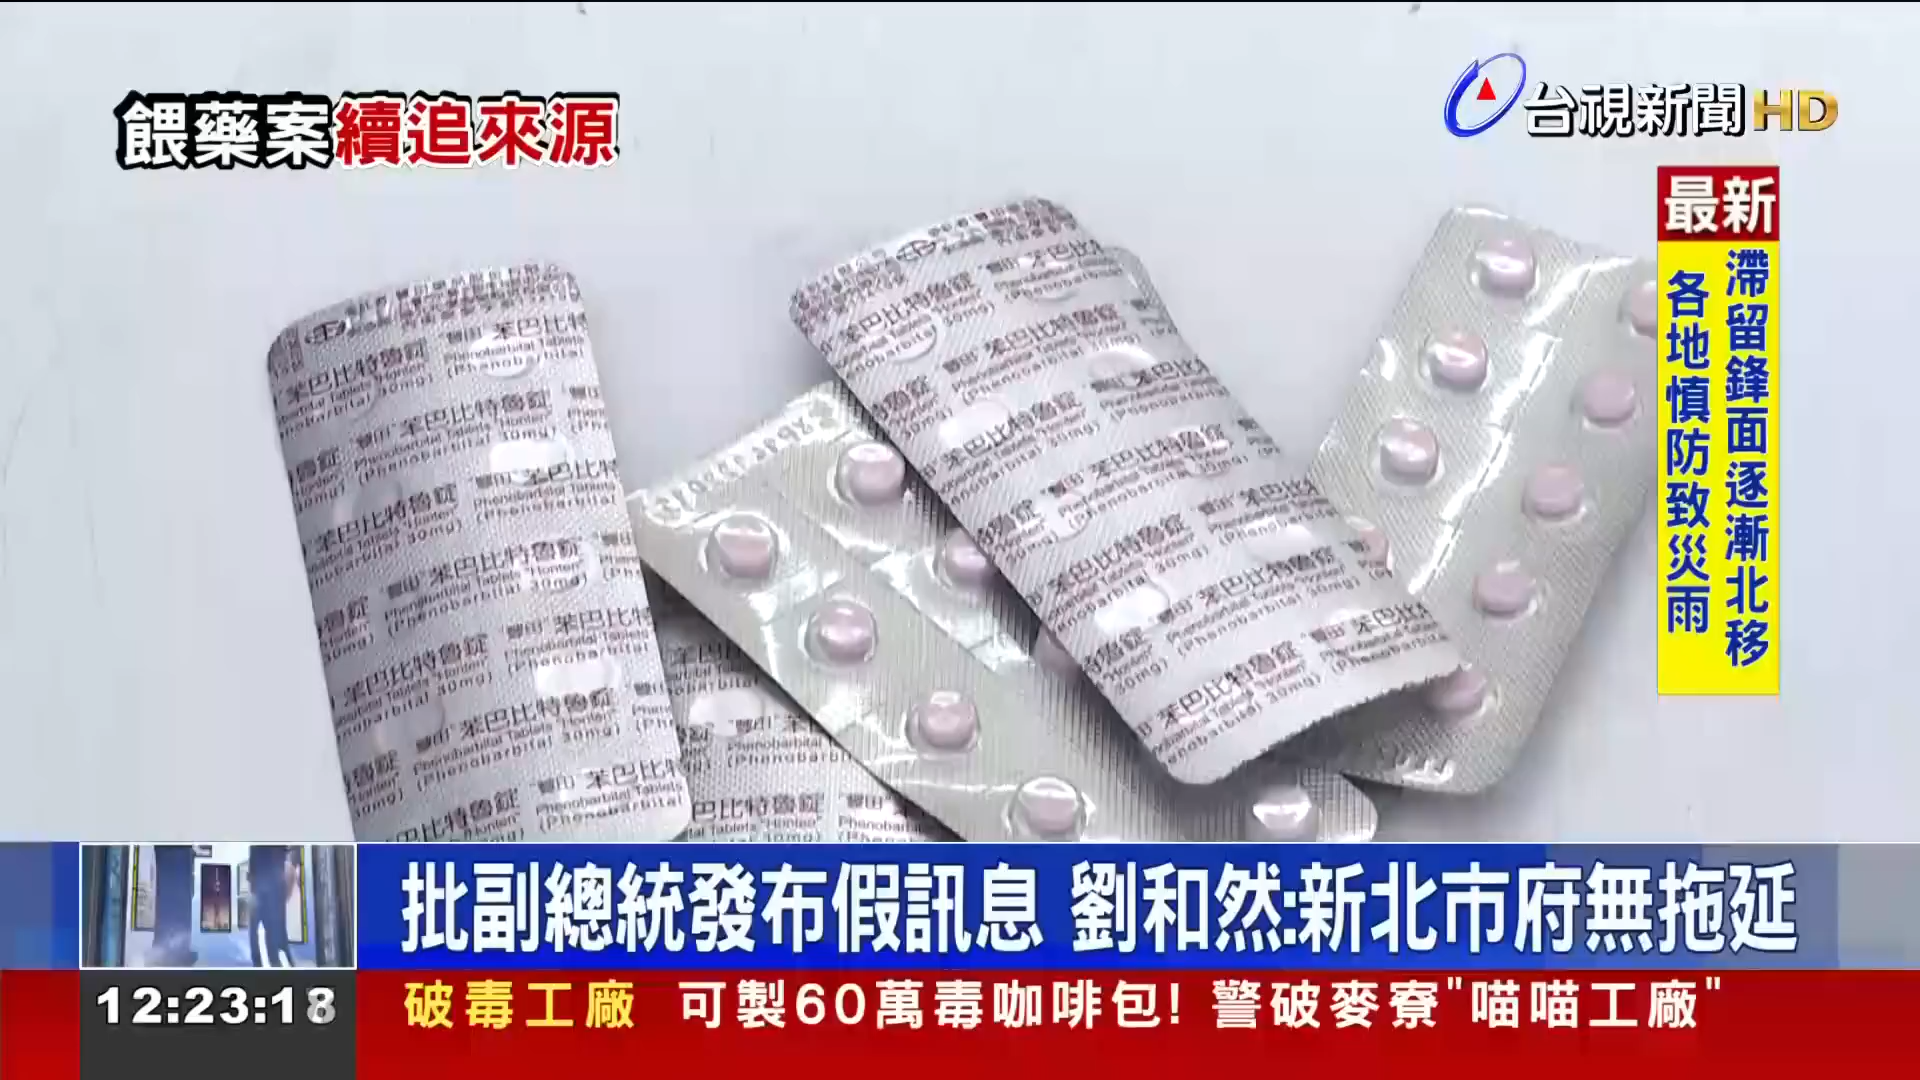 餵藥案續追來源
台視新聞HD
最新
滯留鋒面逐漸北移
各地慎防致災雨
"豐田"苯巴比特魯錠
Phenobarbital Tablets "Honten"
(Phenobarbital 30mg)
批副總統發布假訊息 劉和然:新北市府無拖延
12:23:18
破毒工廠 可製60萬毒咖啡包! 警破麥寮"喵喵工廠"